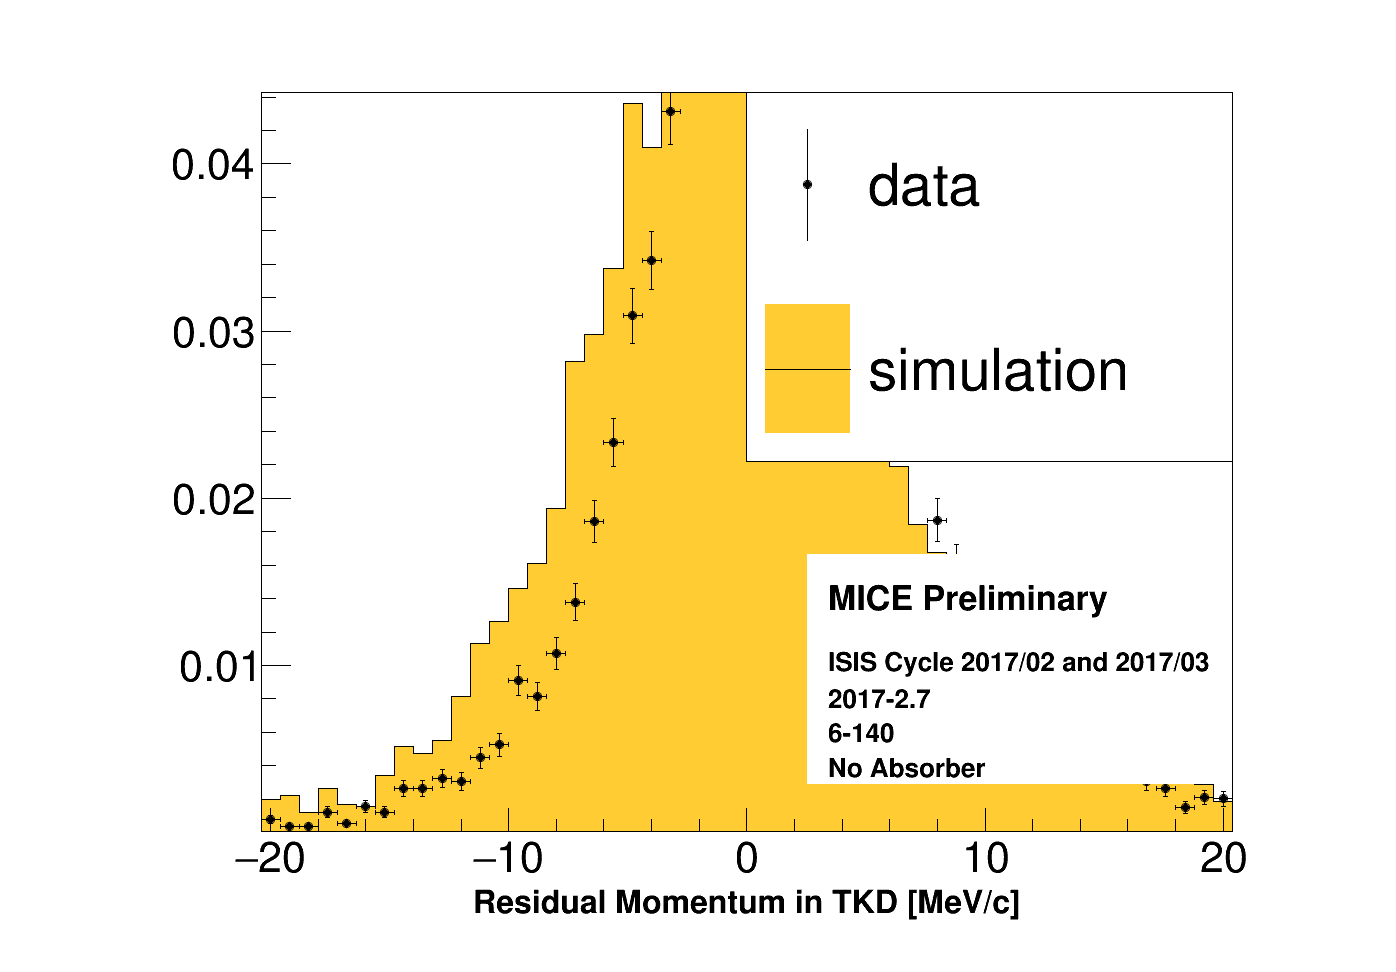 0.04
0.03
0.02
0.01
data
simulation
MICE Preliminary
ISIS Cycle 2017/02 and 2017/03
2017-2.7
6-140
No Absorber
−20 −10 0 10 20
Residual Momentum in TKD [MeV/c]